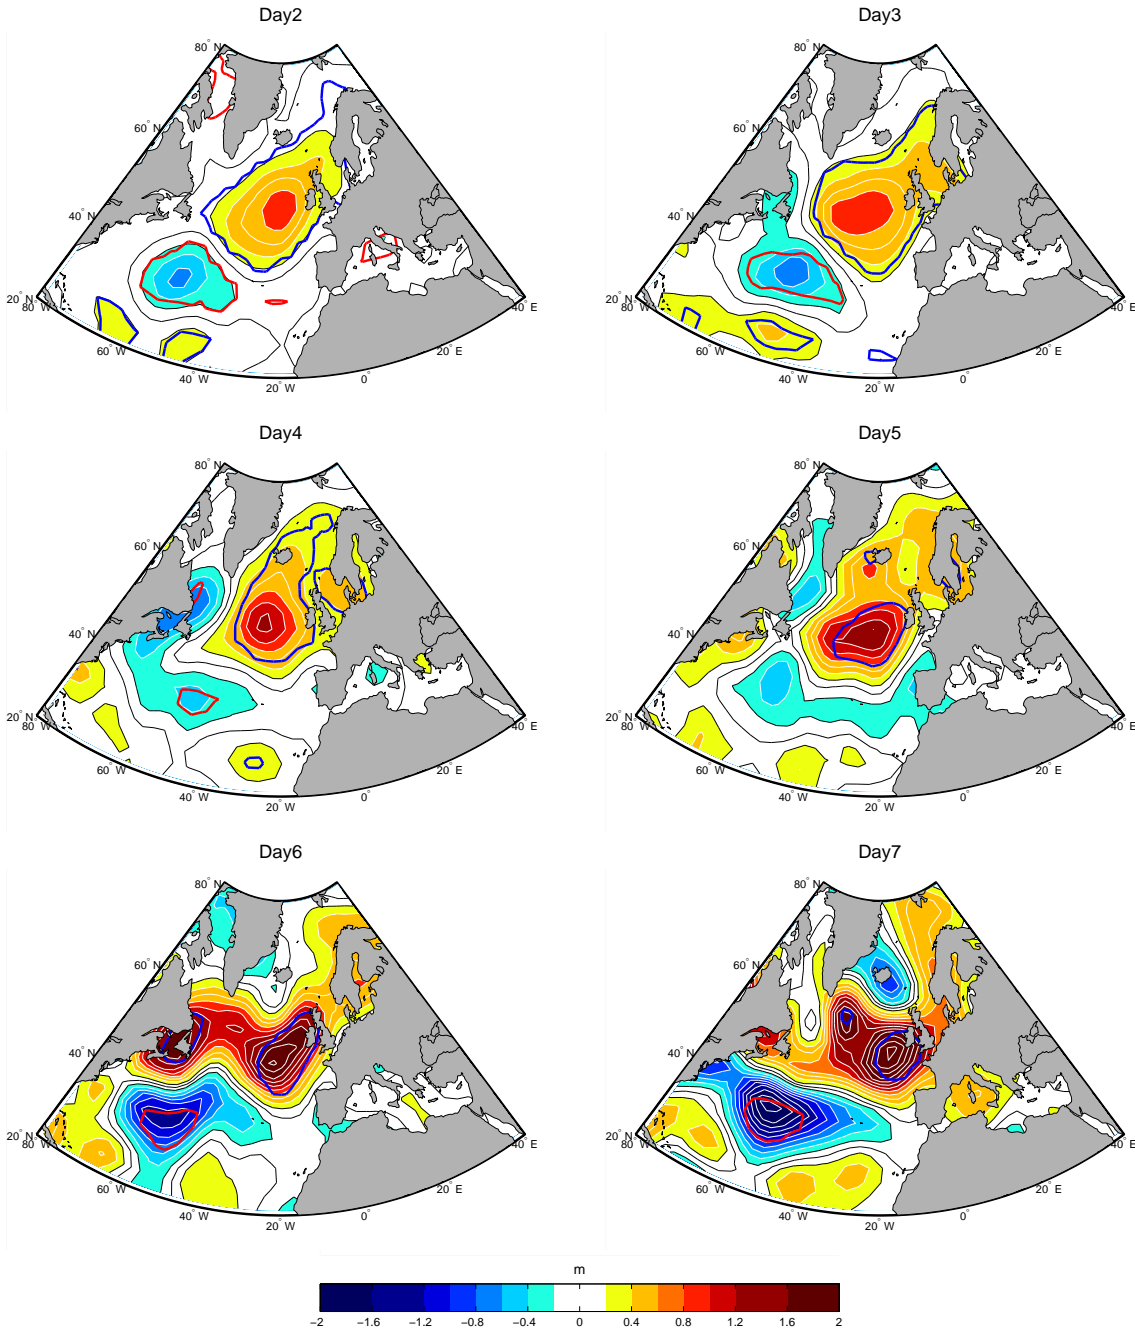 Day2 Day3
80° N 80° N
60° N 60° N
40° N 40° N
20° N 20° N
80° W 40° E 80° W 40° E
60° W 20° E 60° W 20° E
40° W 0° 40° W 0°
20° W 20° W
Day4 Day5
80° N 80° N
60° N 60° N
40° N 40° N
20° N 20° N
80° W 40° E 80° W 40° E
60° W 20° E 60° W 20° E
40° W 0° 40° W 0°
20° W 20° W
Day6 Day7
80° N 80° N
60° N 60° N
40° N 40° N
20° N 20° N
80° W 40° E 80° W 40° E
60° W 20° E 60° W 20° E
40° W 0° 40° W 0°
20° W 20° W
m
−2 −1.6 −1.2 −0.8 −0.4 0 0.4 0.8 1.2 1.6 2